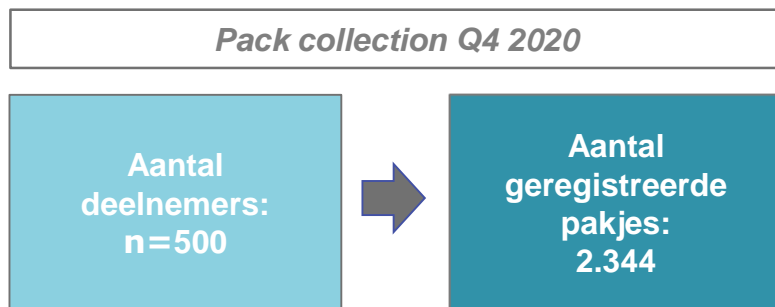 Pack collection Q4 2020
Aantal
deelnemers:
n=500
Aantal
geregistreerde
pakjes:
2.344